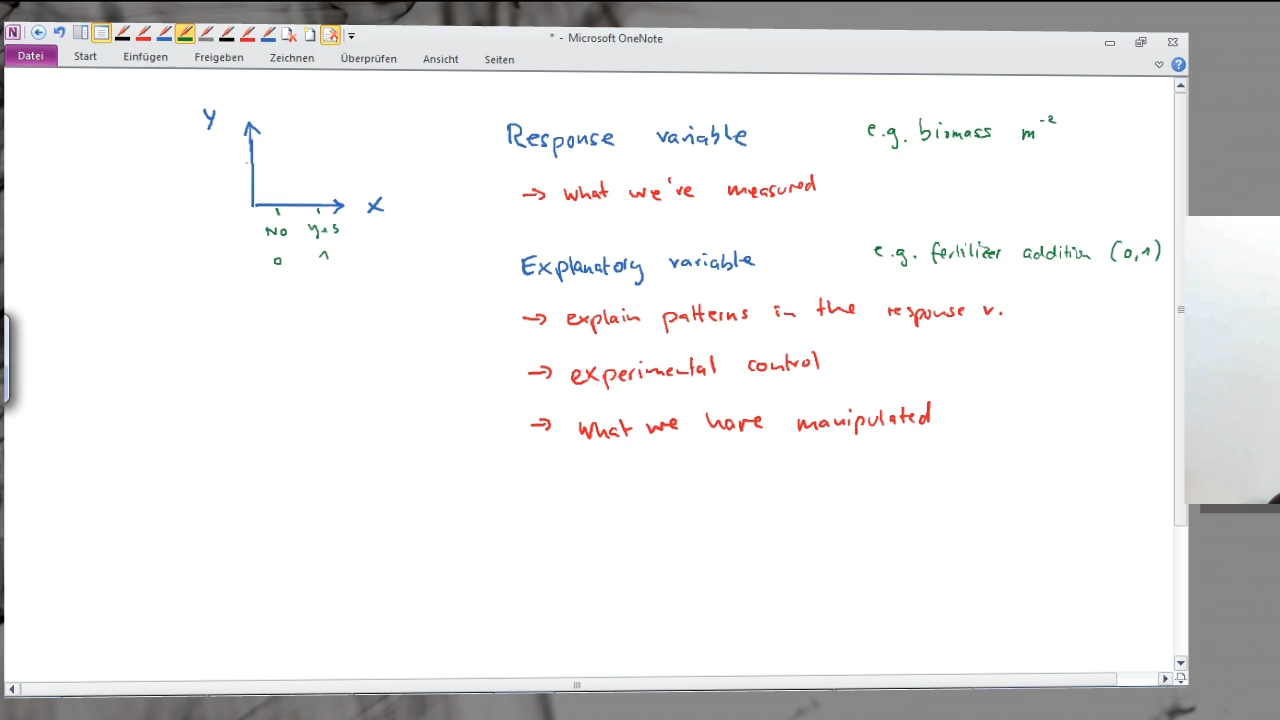 * - Microsoft OneNote
Datei Start Einfügen Freigeben Zeichnen Überprüfen Ansicht Seiten
y
x
No yes
0 1
Response variable e.g. biomass m⁻²
→ what we've measured
Explanatory variable e.g. fertilizer addition (0,1)
→ explain patterns in the response v.
→ experimental control
→ what we have manipulated